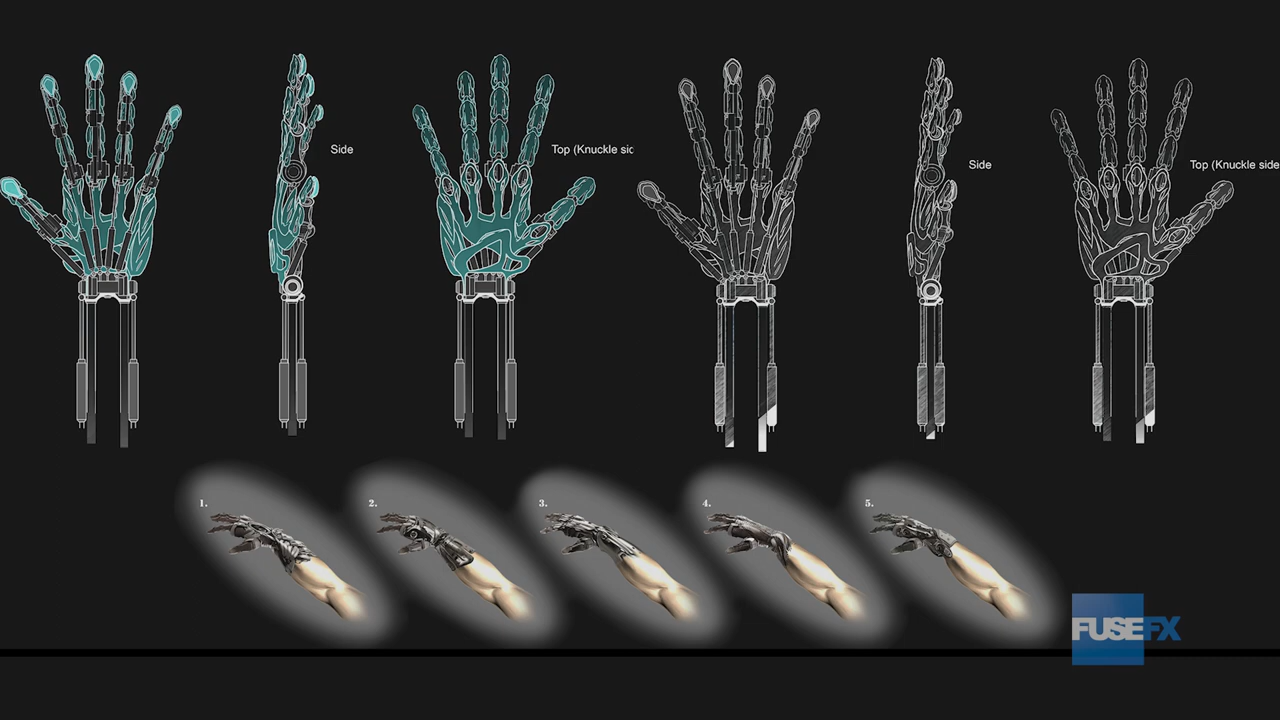 Side
Top (Knuckle sic
Side
Top (Knuckle side
1.
2.
3.
4.
5.
FUSEFX